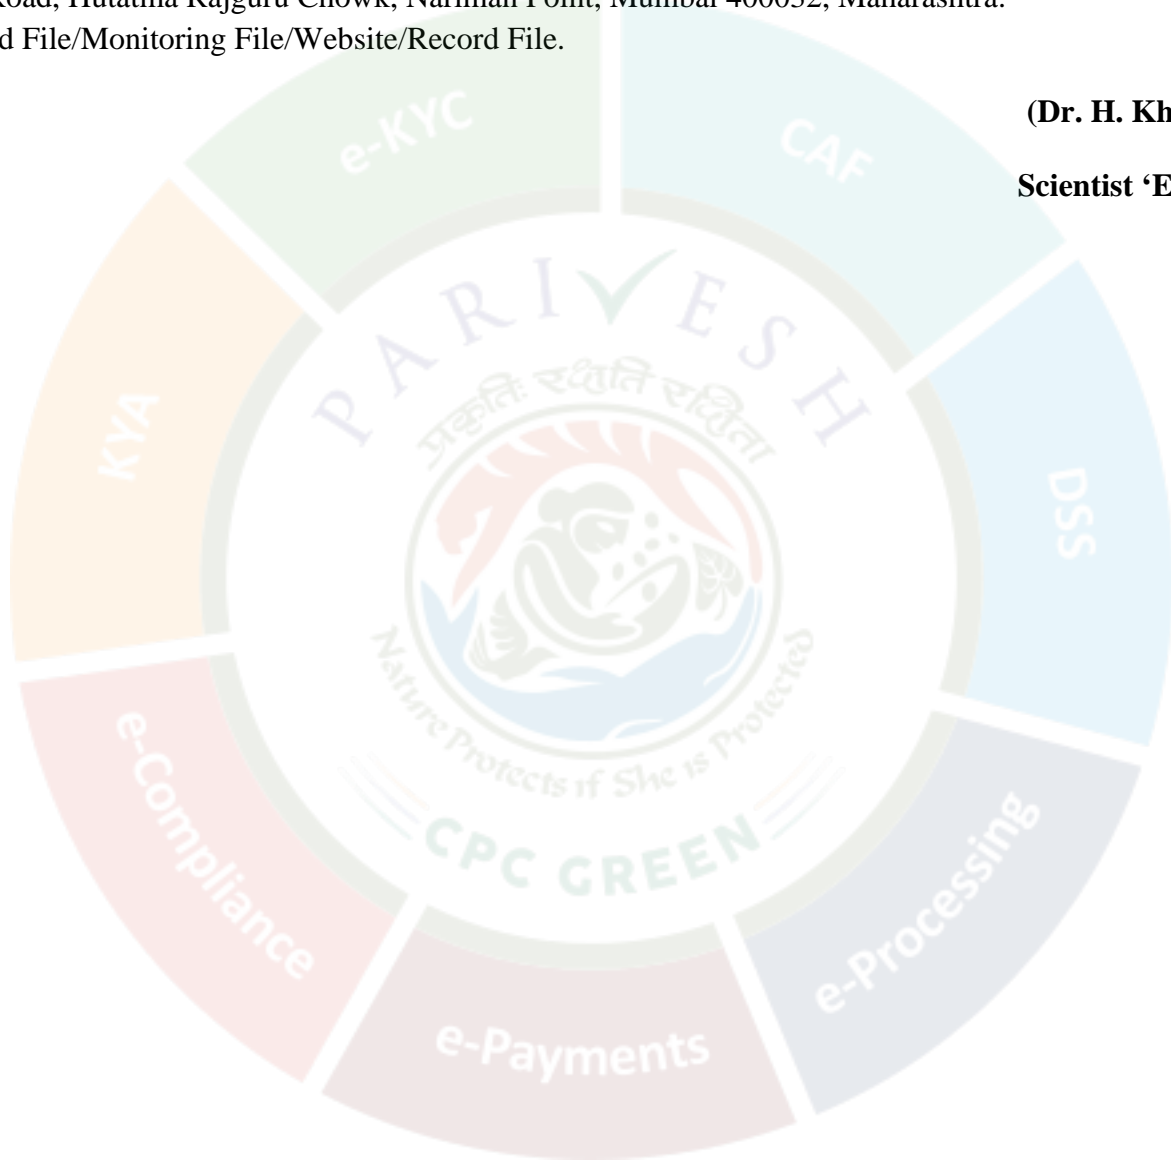 Road, Hutatma Rajguru Chowk, Nariman Point, Mumbai 400032, Maharashtra.
d File/Monitoring File/Website/Record File.
(Dr. H. Kh
Scientist ‘E
e-KYC
CAF
KYA
DSS
PARIVESH
प्रकृतिः रक्षति रक्षिता
Nature Protects if She is Protected
CPC GREEN
e-Compliance
e-Processing
e-Payments